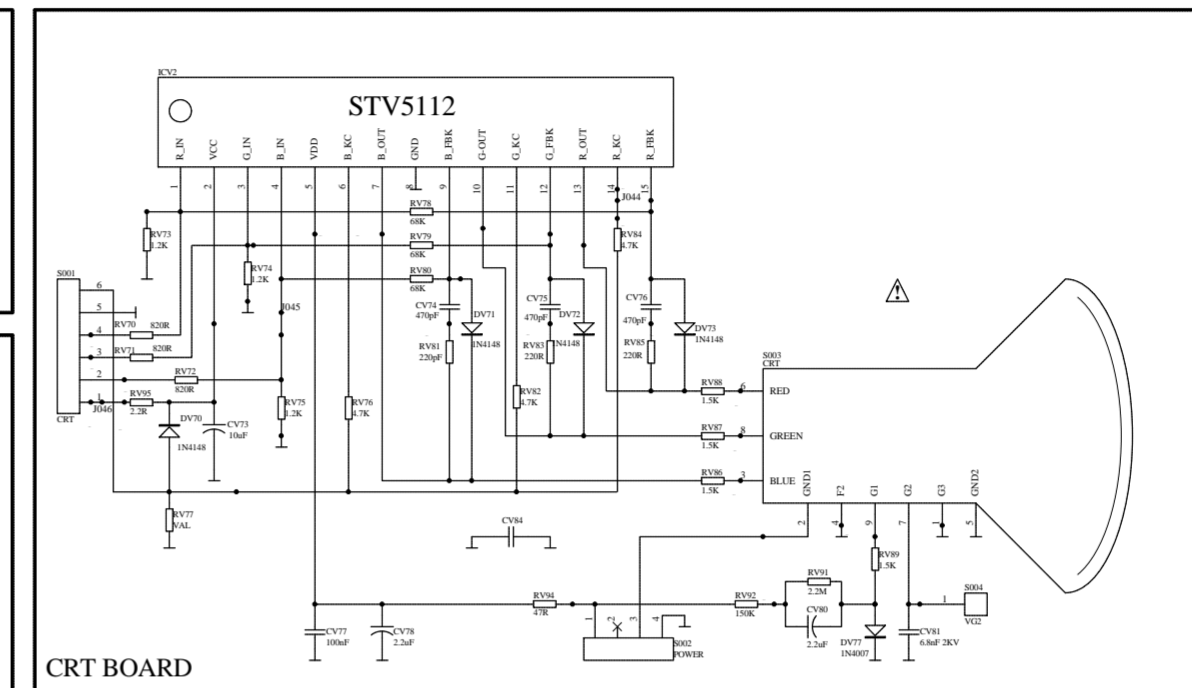 ICV2
STV5112
R_IN
VCC
G_IN
B_IN
VDD
B_KC
B_OUT
GND
B_FBK
G-OUT
G_KC
G_FBK
R_OUT
R_KC
R_FBK
1
2
3
4
5
6
7
8
9
10
11
12
13
14
15
J044
RV78
68K
RV73
1.2K
RV79
68K
RV84
4.7K
RV74
1.2K
RV80
68K
S001
6
5
4
3
2
1
CRT
RV70
820R
RV71
820R
RV72
820R
RV95
2.2R
J046
J045
CV74
470pF
DV71
1N4148
RV81
220pF
CV75
470pF
DV72
1N4148
RV83
220R
CV76
470pF
DV73
1N4148
RV85
220R
RV82
4.7K
RV75
1.2K
RV76
4.7K
DV70
1N4148
CV73
10uF
RV77
VAL
RV88
1.5K
RV87
1.5K
RV86
1.5K
S003
CRT
6
RED
8
GREEN
3
BLUE
GND1
F2
G1
G2
G3
GND2
2
4
9
7
1
5
CV84
RV89
1.5K
RV91
2.2M
CV80
2.2uF
RV94
47R
RV92
150K
1
2
3
4
S002
POWER
CV77
100nF
CV78
2.2uF
DV77
1N4007
CV81
6.8nF 2KV
S004
1
VG2
CRT BOARD